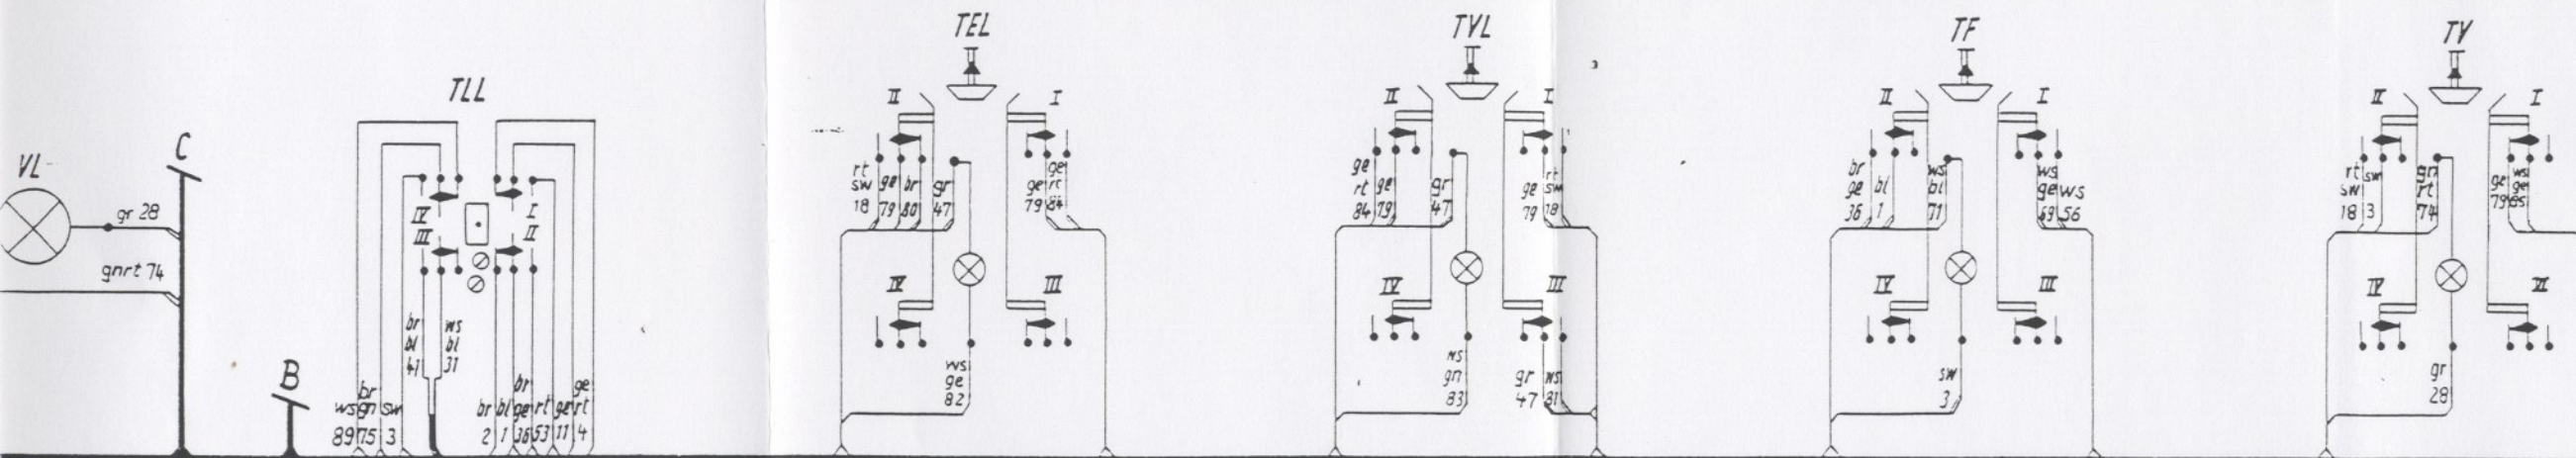 VL
gr 28
gnrt 74
C
B
TLL
IV
III
I
II
br
bl
41
ws
bl
31
ws
89
br
gn
75
sw
3
br
2
bl
1
br
ge
36
rt
53
ge
11
ge
rt
4
TEL
II
I
rt
sw
18
ge
79
br
80
gr
47
ge
79
ge
rt
84
IV
III
ws
ge
82
TVL
II
I
ge
rt
84
ge
79
gr
47
ge
79
rt
sw
18
IV
III
ws
gn
83
gr
47
ws
81
TF
II
I
br
ge
36
bl
1
ws
bl
71
ws
ge
69
ws
56
IV
III
sw
3
TV
II
I
rt
sw
18
sw
3
gn
rt
74
ge
79
ws
ge
IV
gr
28